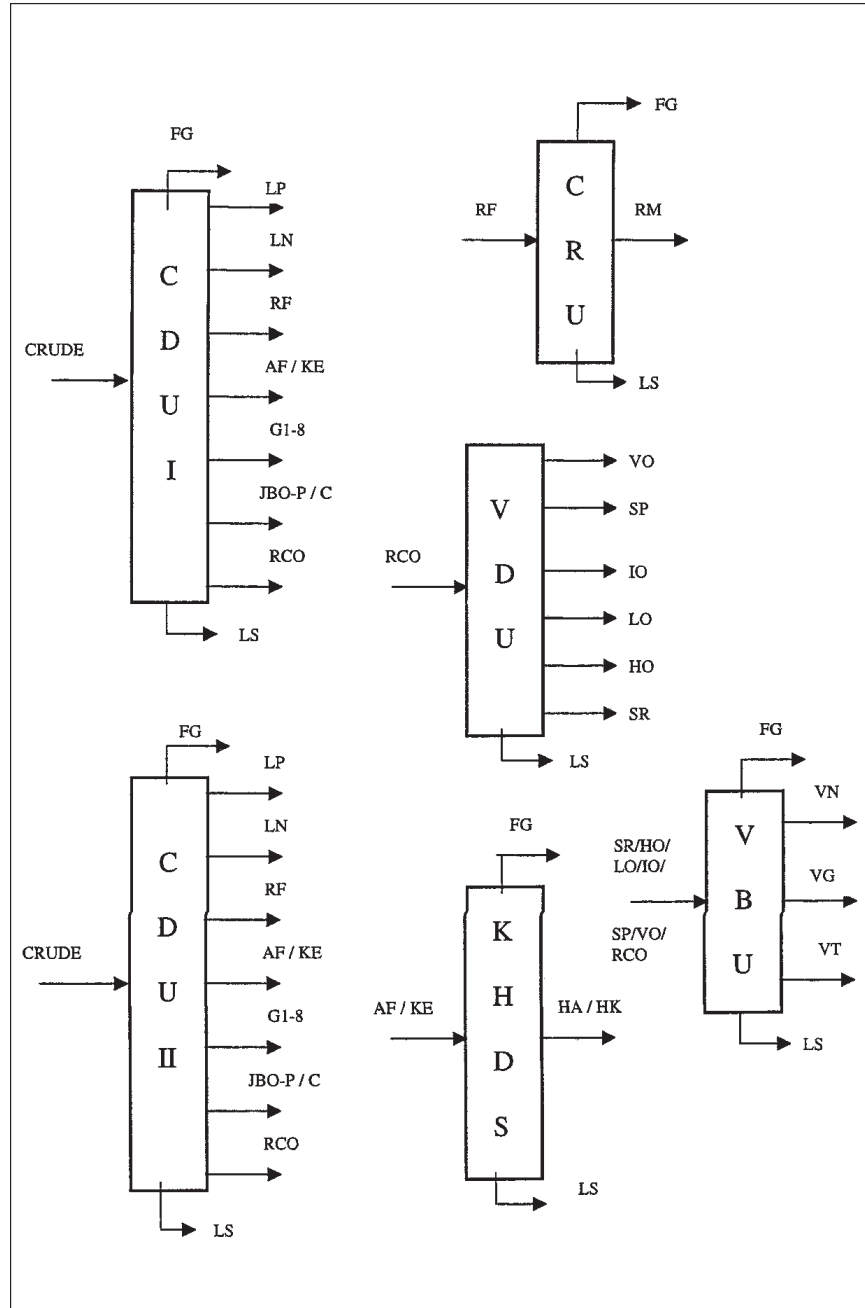 FG
LP
LN
RF
AF / KE
G1-8
JBO-P / C
RCO
CRUDE
C
D
U
I
LS
FG
RF
C
R
U
RM
LS
RCO
V
D
U
VO
SP
IO
LO
HO
SR
LS
FG
LP
LN
RF
AF / KE
G1-8
JBO-P / C
RCO
CRUDE
C
D
U
II
LS
FG
AF / KE
K
H
D
S
HA / HK
LS
FG
SR/HO/
LO/IO/
SP/VO/
RCO
V
B
U
VN
VG
VT
LS